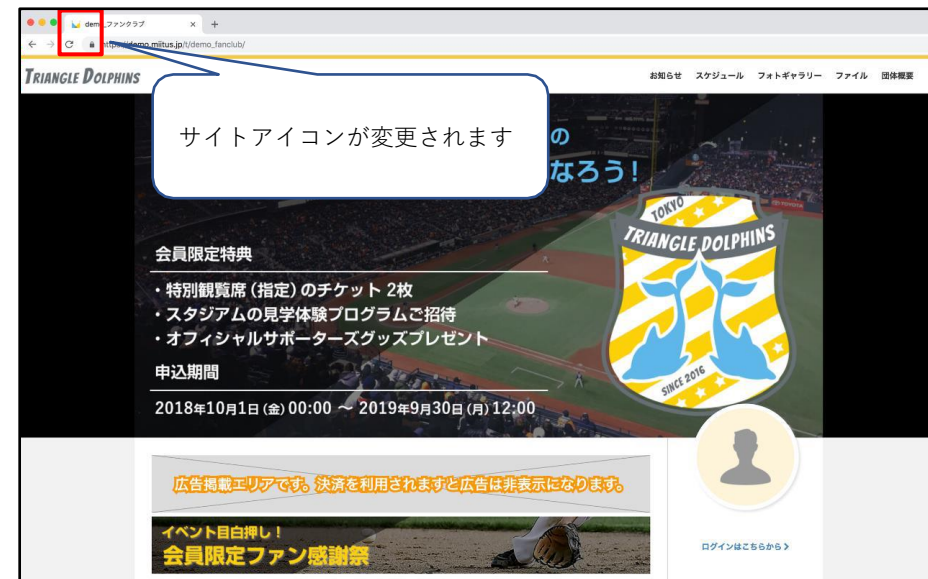 demo_ファンクラブ
demo.miitus.jp/t/demo_fanclub/
TRIANGLE DOLPHINS
お知らせ スケジュール フォトギャラリー ファイル 団体概要
サイトアイコンが変更されます
の
なろう!
TOKYO
TRIANGLE DOLPHINS
SINCE 2016
会員限定特典
・特別観覧席(指定)のチケット 2枚
・スタジアムの見学体験プログラムご招待
・オフィシャルサポーターズグッズプレゼント
申込期間
2018年10月1日(金)00:00 ～ 2019年9月30日(月)12:00
広告掲載エリアです。決済を利用されますと広告は非表示になります。
イベント目白押し!
会員限定ファン感謝祭
ログインはこちらから